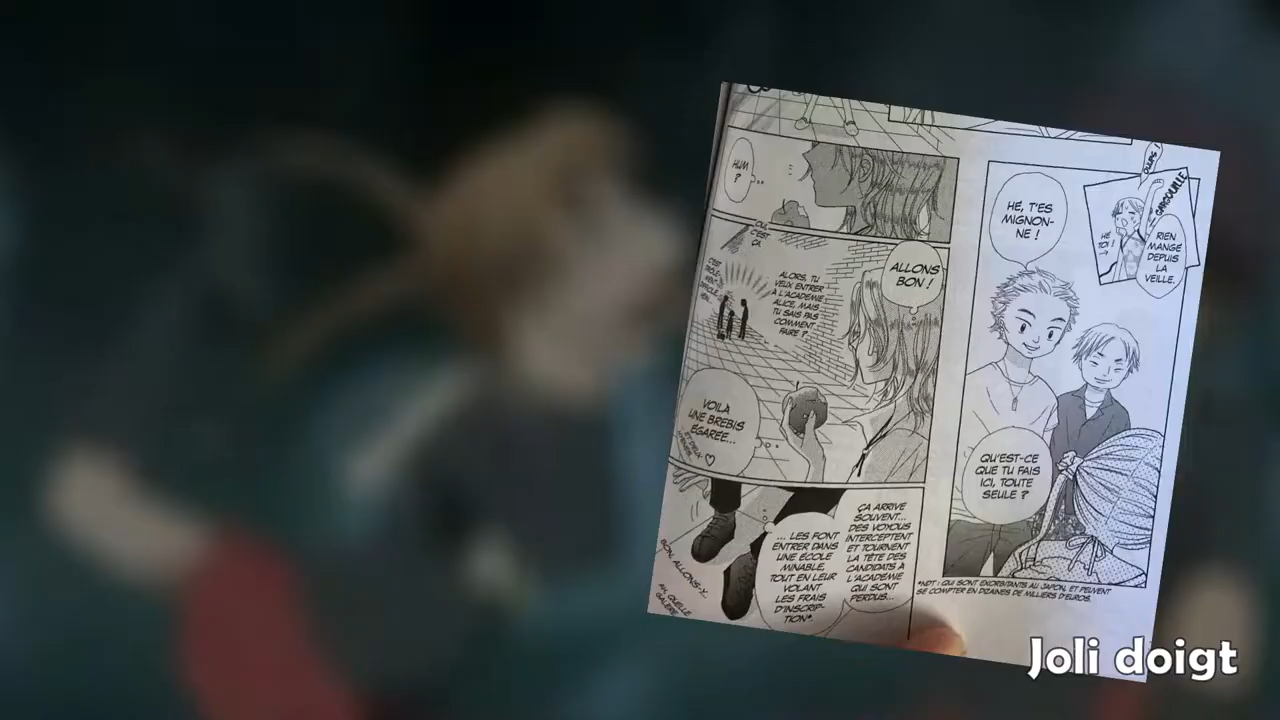 HUM
?
OUI,
C'EST
ÇA.
ALLONS
BON !
ALORS, TU
VEUX ENTRER
À L'ACADÉMIE
ALICE, MAIS
TU SAIS PAS
COMMENT
FAIRE ?
VOILÀ
UNE BREBIS
ÉGARÉE...
ÇA ARRIVE
SOUVENT...
DES VOYOUS
INTERCEPTENT
ET TOURNENT
LA TÊTE DES
CANDIDATS À
L'ACADÉMIE
QUI SONT
PERDUS...
... LES FONT
ENTRER DANS
UNE ÉCOLE
MINABLE,
TOUT EN LEUR
VOLANT
LES FRAIS
D'INSCRIP-
TION*.
BON, ALLONS-Y.
AH, QUELLE
GALÈRE.
OUPS !
GARGOUILLE
HÉ
TOI !
RIEN
MANGÉ
DEPUIS
LA
VEILLE.
HÉ, T'ES
MIGNON-
NE !
QU'EST-CE
QUE TU FAIS
ICI, TOUTE
SEULE ?
*NDT : QUI SONT EXORBITANTS AU JAPON, ET PEUVENT
SE COMPTER EN DIZAINES DE MILLIERS D'EUROS.
Joli doigt